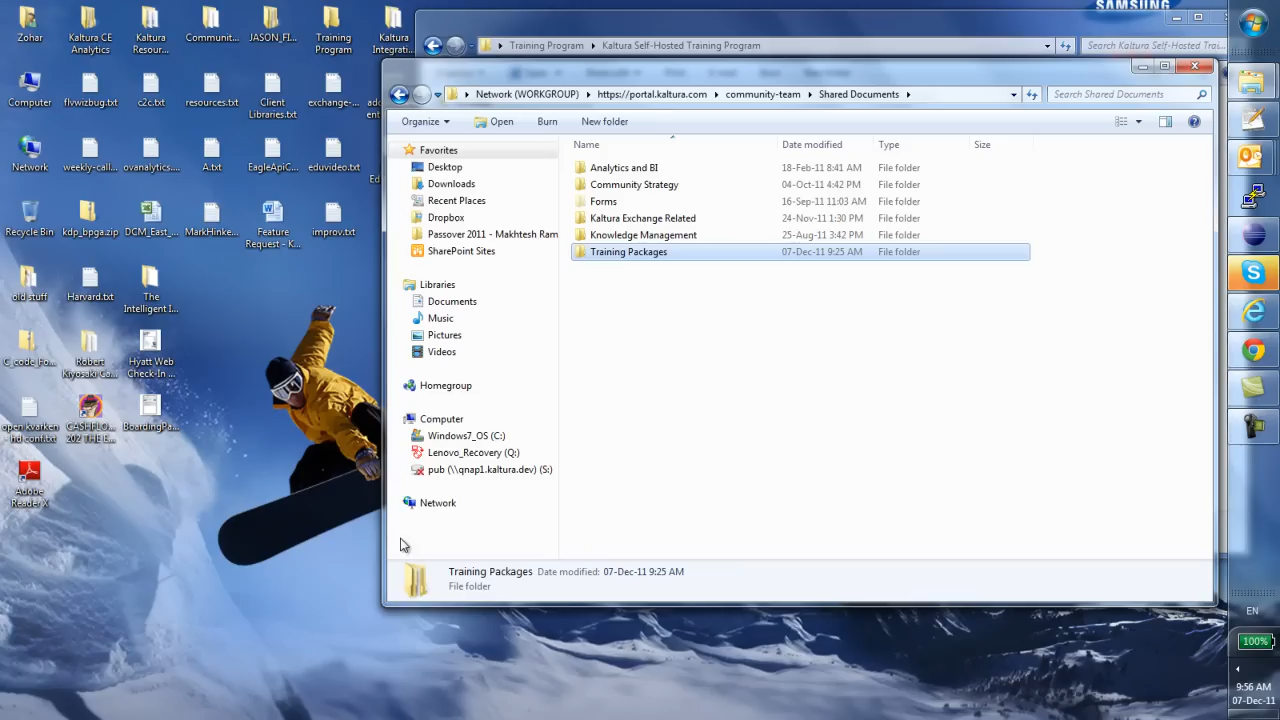 SAMSUNG
Zohar
Kaltura CE
Analytics
Kaltura
Resour...
Communit...
JASON_FI...
Training
Program
Kaltura
Integrati...
Computer
flvwizbug.txt
c2c.txt
resources.txt
Client
Libraries.txt
exchange-...
Network
weekly-call...
ovanalytics...
A.txt
EagleApiC...
eduvideo.txt
Recycle Bin
kdp_bpga.zip
DCM_East_...
MarkHinke...
Feature
Request - K...
improv.txt
old stuff
Harvard.txt
The
Intelligent I...
C_code_Fo...
Robert
Kiyosaki Ca...
Hyatt Web
Check-In ...
openkvarken
hd conf.txt
CASHFLO...
202 THE E...
BoardingPa...
Adobe
Reader X
Training Program
Kaltura Self-Hosted Training Program
Search Kaltura Self-Hosted Trai...
Network (WORKGROUP)
https://portal.kaltura.com
community-team
Shared Documents
Search Shared Documents
Organize
Open
Burn
New folder
Favorites
Desktop
Downloads
Recent Places
Dropbox
Passover 2011 - Makhtesh Ram
SharePoint Sites
Libraries
Documents
Music
Pictures
Videos
Homegroup
Computer
Windows7_OS (C:)
Lenovo_Recovery (Q:)
pub (\\qnap1.kaltura.dev) (S:)
Network
Name Date modified Type Size
Analytics and BI 18-Feb-11 8:41 AM File folder
Community Strategy 04-Oct-11 4:42 PM File folder
Forms 16-Sep-11 11:03 AM File folder
Kaltura Exchange Related 24-Nov-11 1:30 PM File folder
Knowledge Management 25-Aug-11 3:42 PM File folder
Training Packages 07-Dec-11 9:25 AM File folder
Training Packages Date modified: 07-Dec-11 9:25 AM
File folder
EN
100%
9:56 AM
07-Dec-11